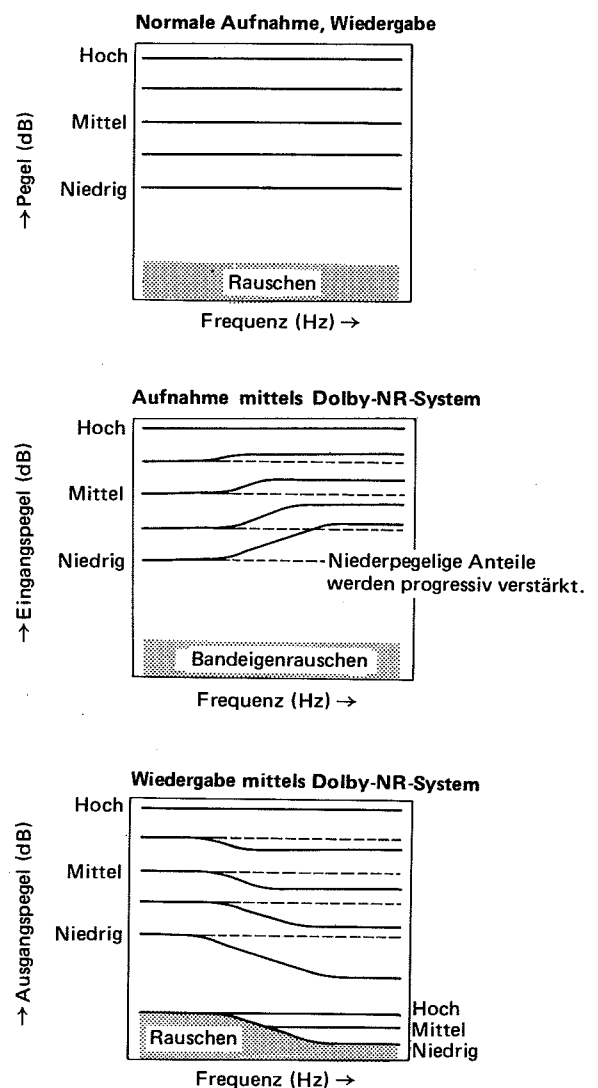 Normale Aufnahme, Wiedergabe
Hoch
Mittel
Niedrig
→ Pegel (dB)
Rauschen
Frequenz (Hz) →
Aufnahme mittels Dolby-NR-System
Hoch
Mittel
Niedrig
→ Eingangspegel (dB)
Niederpegelige Anteile
werden progressiv verstärkt.
Bandeigenrauschen
Frequenz (Hz) →
Wiedergabe mittels Dolby-NR-System
Hoch
Mittel
Niedrig
→ Ausgangspegel (dB)
Hoch
Mittel
Niedrig
Rauschen
Frequenz (Hz) →